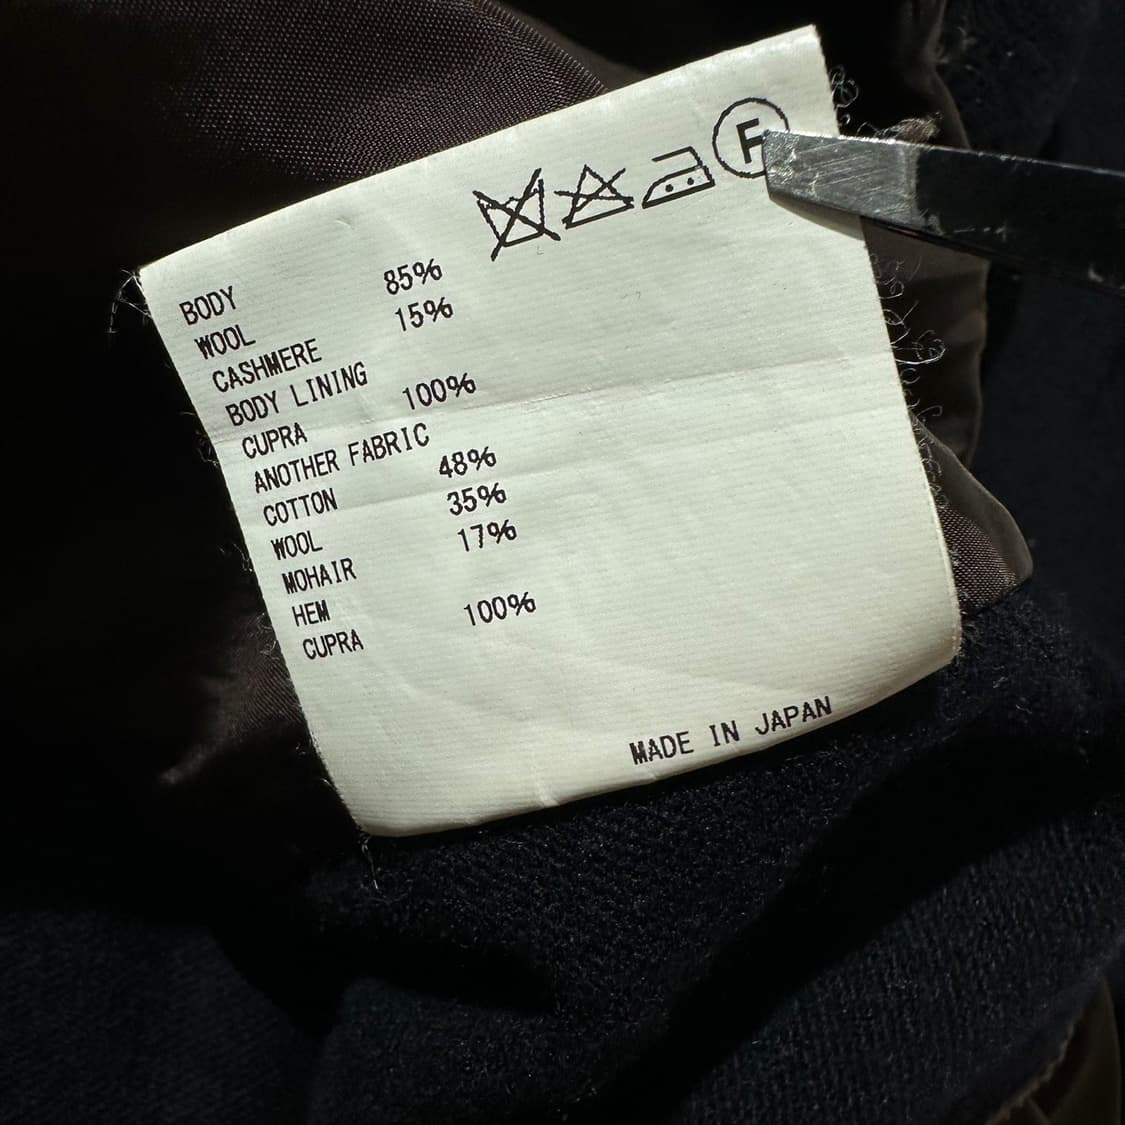 F
BODY
WOOL 85%
CASHMERE 15%
BODY LINING
CUPRA 100%
ANOTHER FABRIC
COTTON 48%
WOOL 35%
MOHAIR 17%
HEM
CUPRA 100%
MADE IN JAPAN